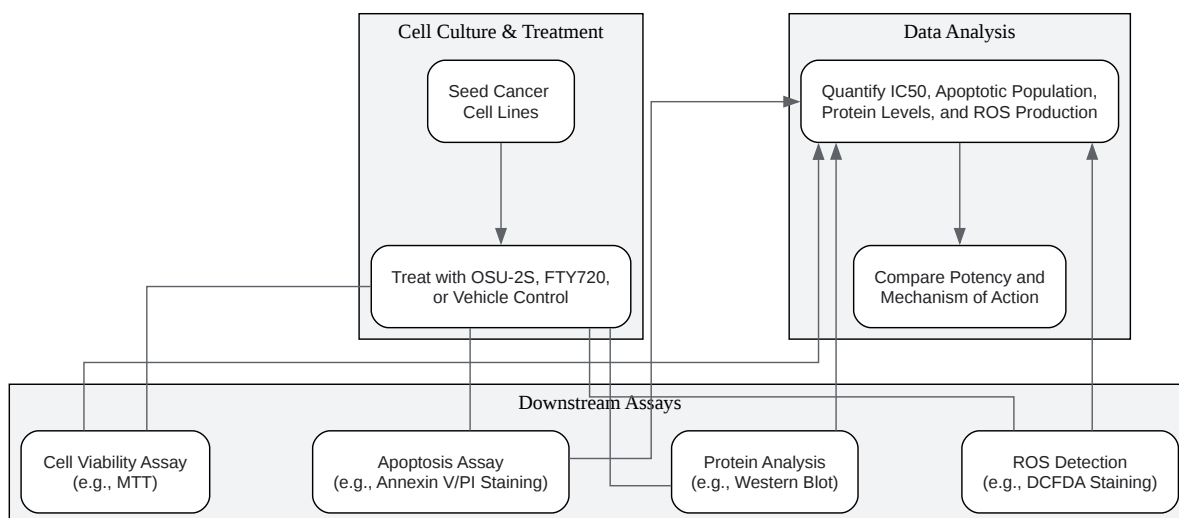 Cell Culture & Treatment
Seed Cancer
Cell Lines
Treat with OSU-2S, FTY720,
or Vehicle Control
Data Analysis
Quantify IC50, Apoptotic Population,
Protein Levels, and ROS Production
Compare Potency and
Mechanism of Action
Downstream Assays
Cell Viability Assay
(e.g., MTT)
Apoptosis Assay
(e.g., Annexin V/PI Staining)
Protein Analysis
(e.g., Western Blot)
ROS Detection
(e.g., DCFDA Staining)